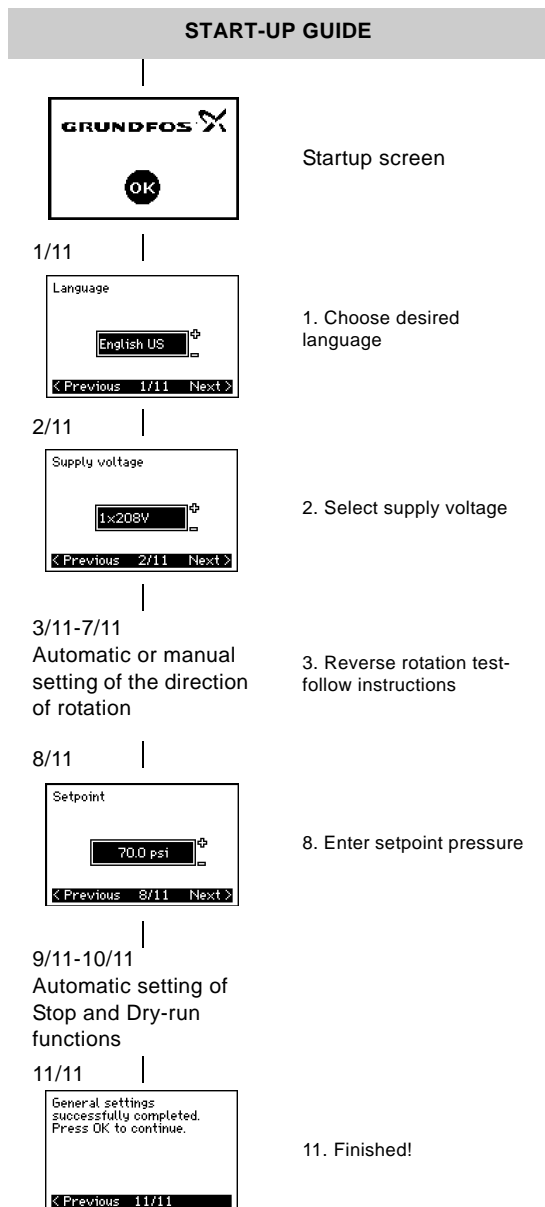 START-UP GUIDE
GRUNDFOS
OK
Startup screen
1/11
Language
English US
+
-
< Previous 1/11 Next >
1. Choose desired
language
2/11
Supply voltage
1x208V
+
-
< Previous 2/11 Next >
2. Select supply voltage
3/11-7/11
Automatic or manual
setting of the direction
of rotation
3. Reverse rotation test-
follow instructions
8/11
Setpoint
70.0 psi
+
-
< Previous 8/11 Next >
8. Enter setpoint pressure
9/11-10/11
Automatic setting of
Stop and Dry-run
functions
11/11
General settings
successfully completed.
Press OK to continue.
< Previous 11/11
11. Finished!